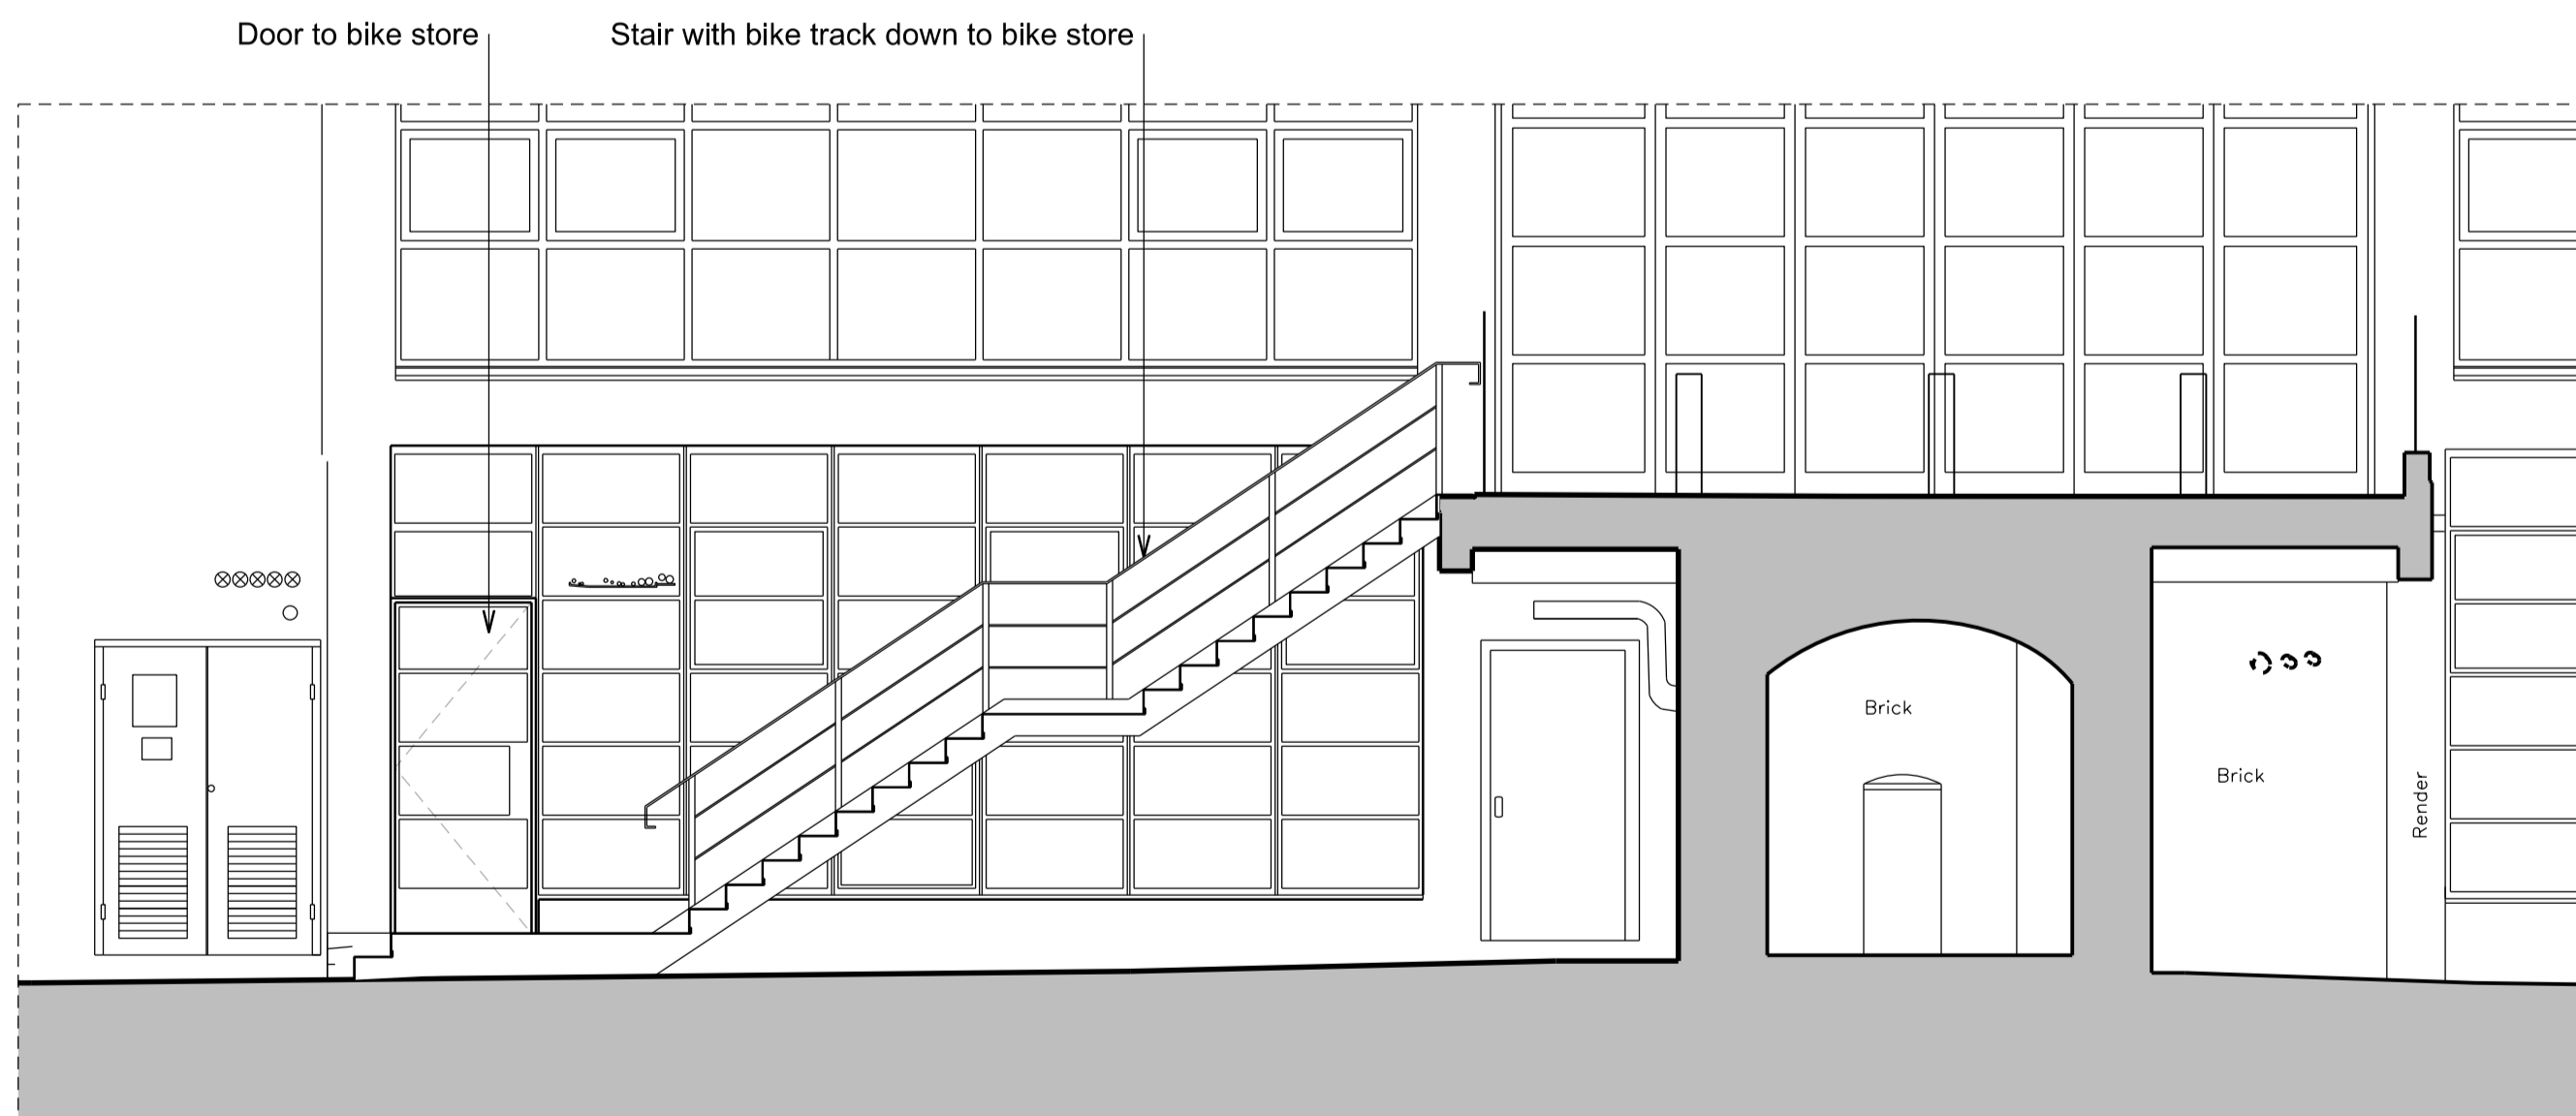 Door to bike store
Stair with bike track down to bike store
Brick
Brick
Render